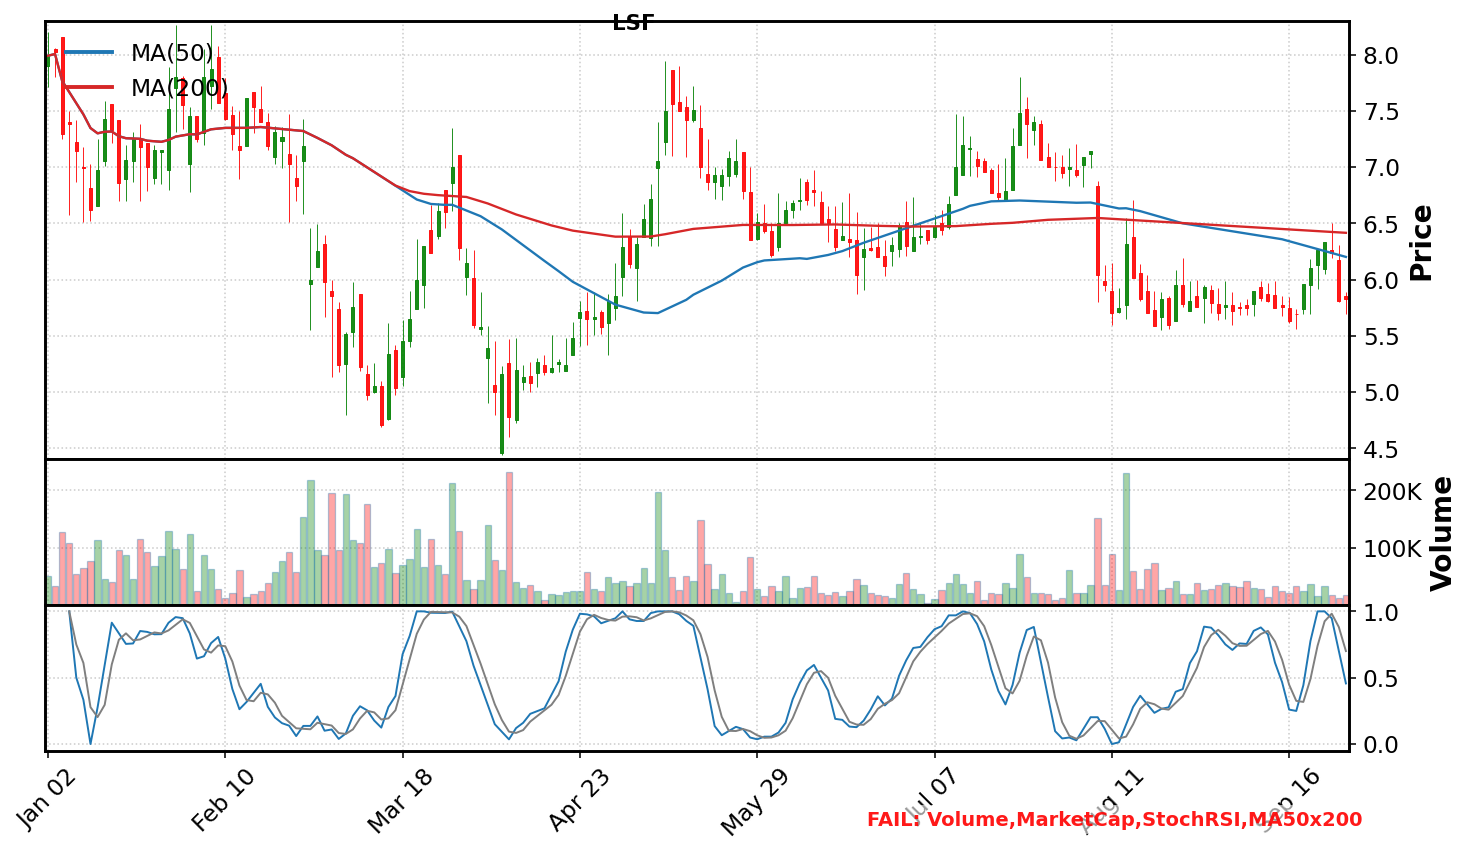 LSF
MA(50)
MA(200)
8.0
7.5
7.0
6.5
6.0
5.5
5.0
4.5
Price
200K
100K
Volume
1.0
0.5
0.0
Jan 02
Feb 10
Mar 18
Apr 23
May 29
Jul 07
Aug 11
Sep 16
FAIL: Volume,MarketCap,StochRSI,MA50x200